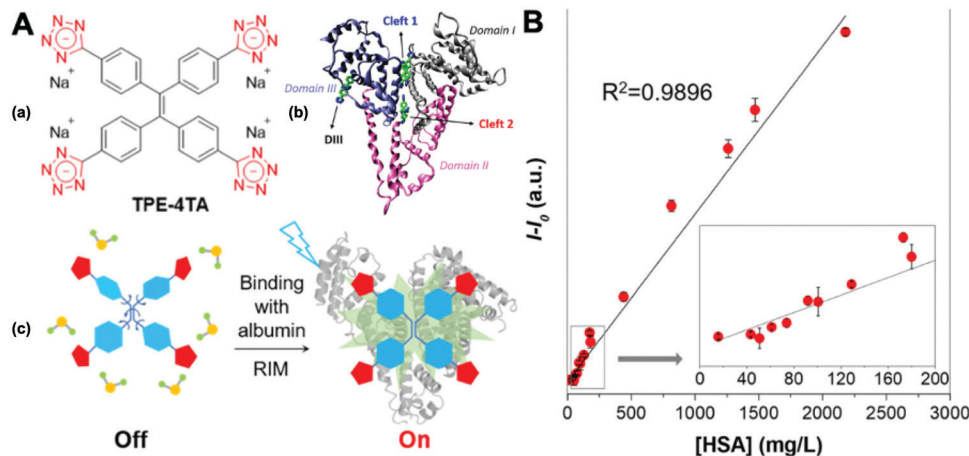 A
(a)
N N N N
−
N N N N
−
Na+
Na+
Na+
Na+
N N N N
−
N N N N
−
TPE-4TA
(b)
Cleft 1
Domain I
Domain III
DIII
Cleft 2
Domain II
(c)
Binding
with
albumin
RIM
Off
On
B
R²=0.9896
I-I₀ (a.u.)
0 40 80 120 160 200
0 500 1000 1500 2000 2500 3000
[HSA] (mg/L)